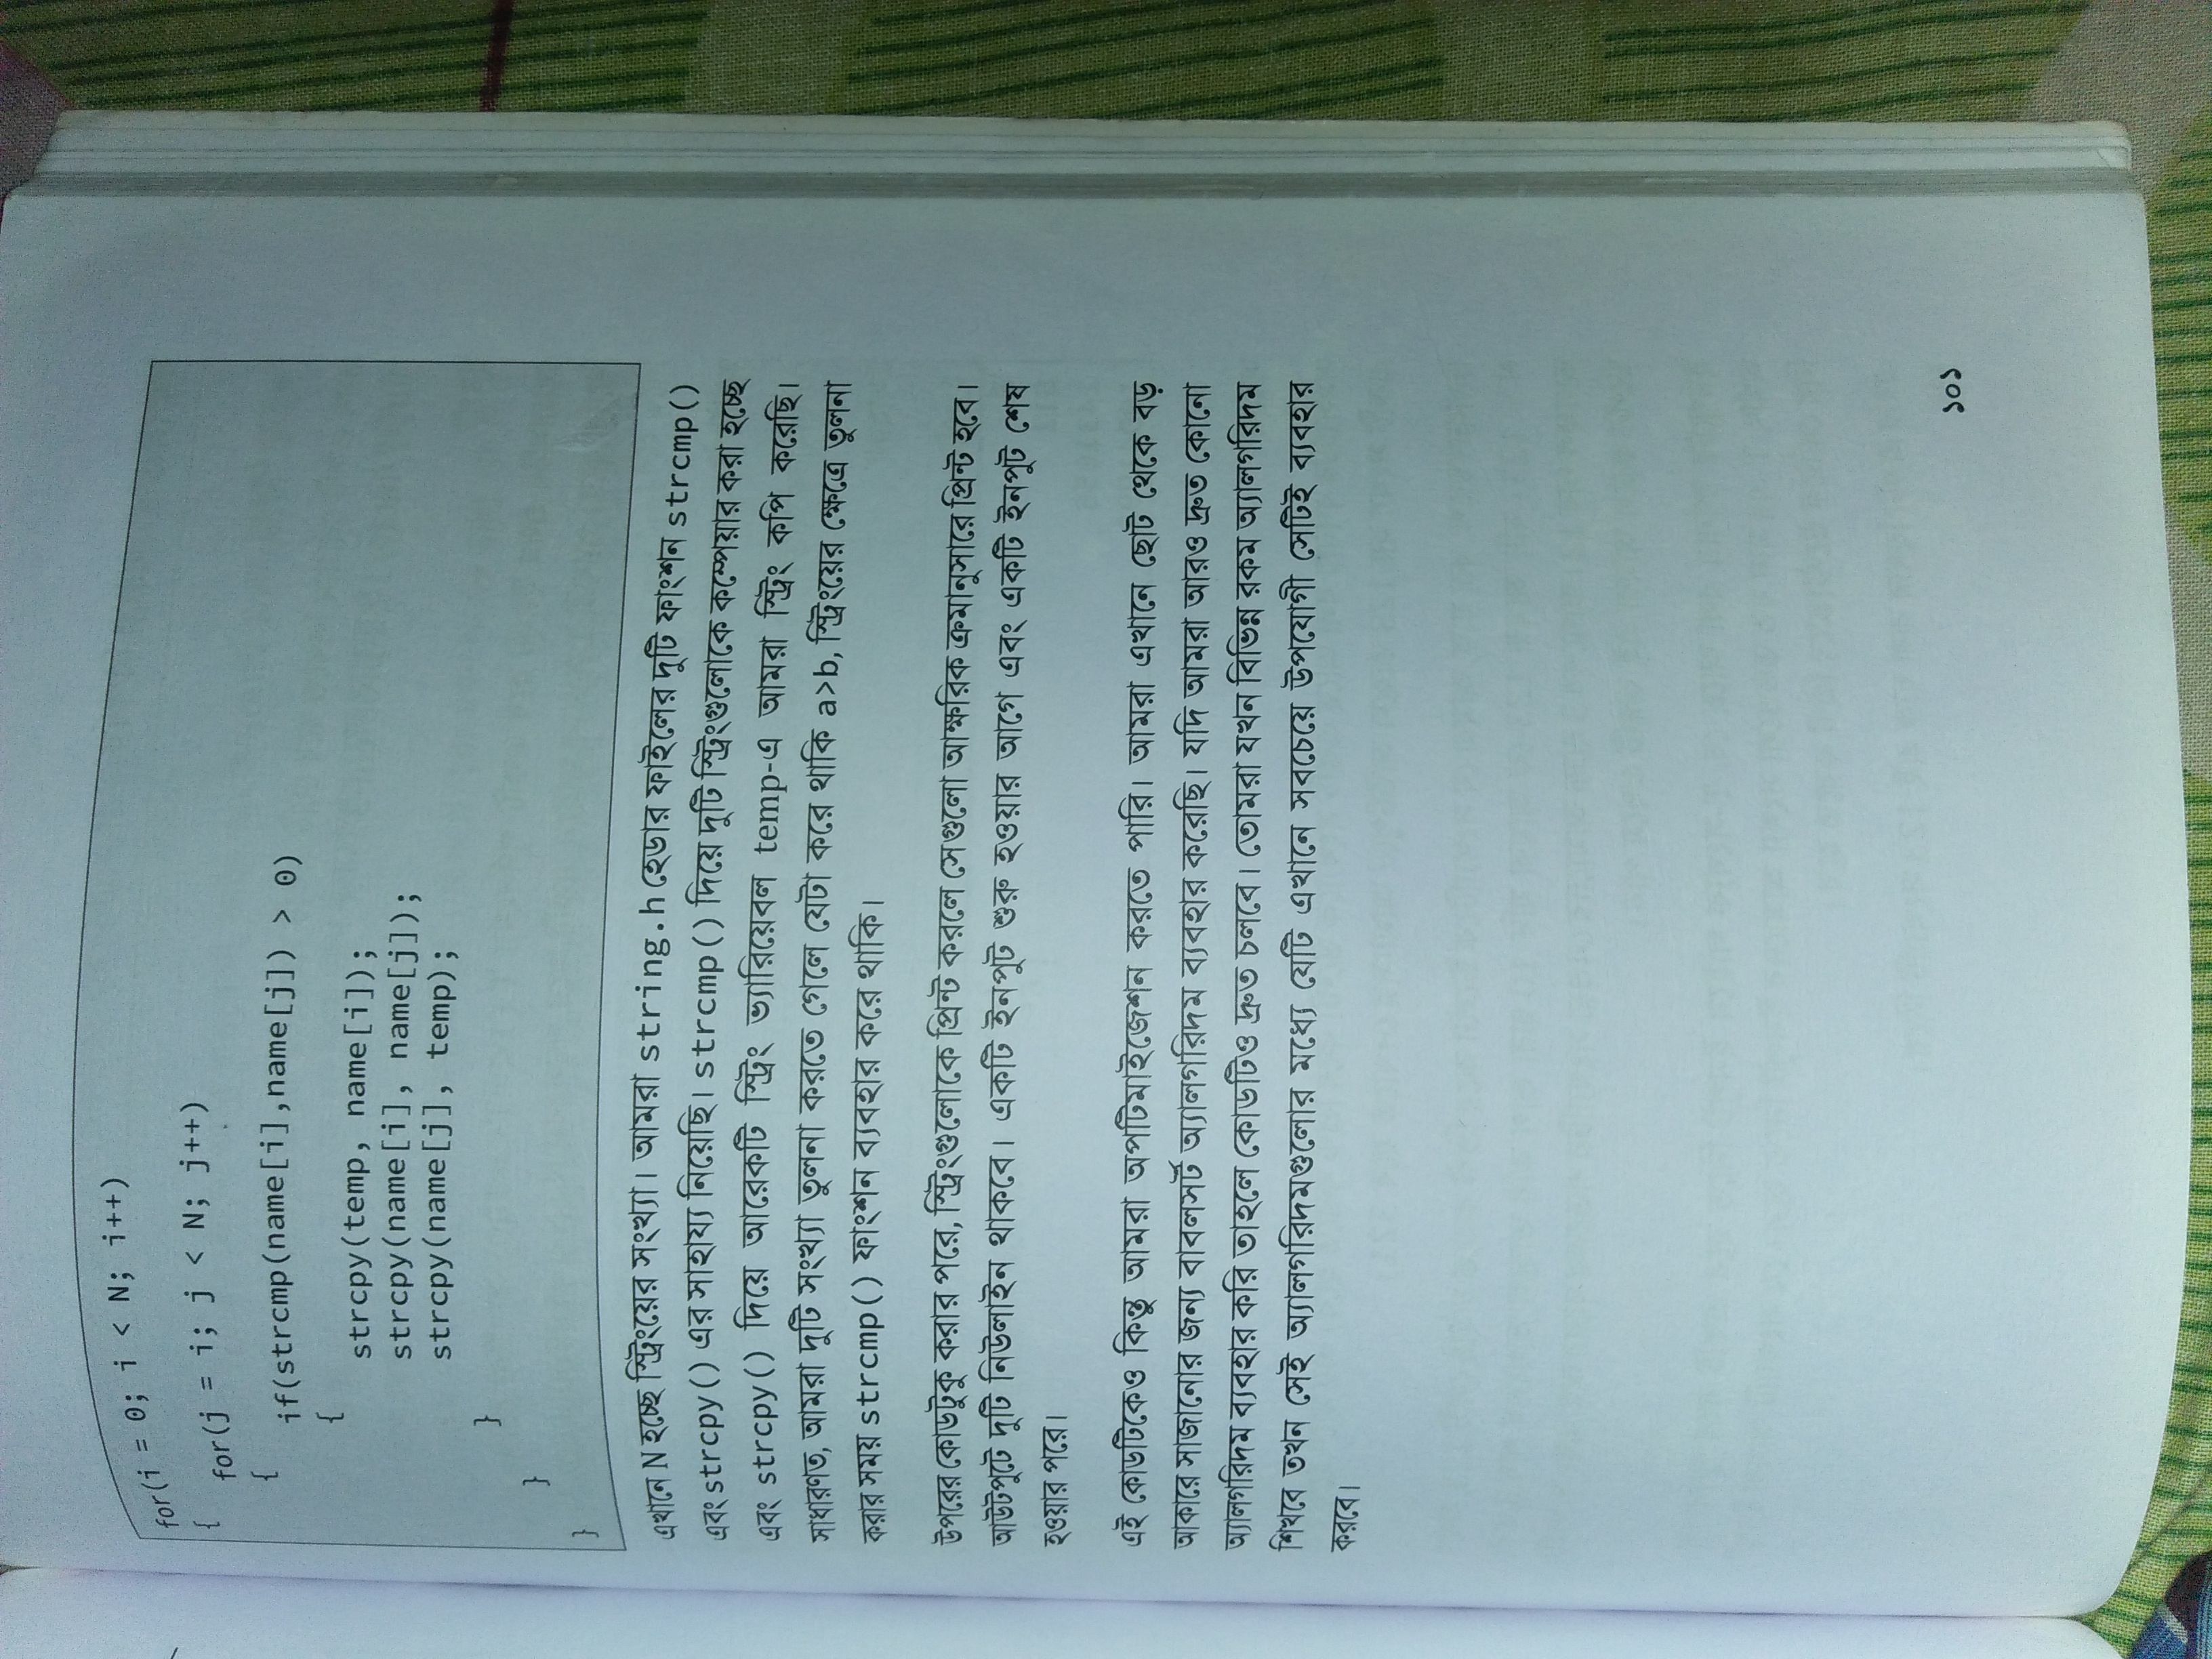 for(i = 0; i < N; i++)
{
for(j = i; j < N; j++)
{
if(strcmp(name[i],name[j]) > 0)
{
strcpy(temp, name[i]);
strcpy(name[i], name[j]);
strcpy(name[j], temp);
}
}
}
এখানে N হচ্ছে স্ট্রিংয়ের সংখ্যা। আমরা string.h হেডার ফাইলের দুটি ফাংশন strcmp()
এবং strcpy() এর সাহায্য নিয়েছি। strcmp() দিয়ে দুটি স্ট্রিংগুলোকে কম্পেয়ার করা হচ্ছে
এবং strcpy() দিয়ে আরেকটি স্ট্রিং ভ্যারিয়েবল temp-এ আমরা স্ট্রিং কপি করেছি।
সাধারণত, আমরা দুটি সংখ্যা তুলনা করতে গেলে যেটা করে থাকি a>b, স্ট্রিংয়ের ক্ষেত্রে তুলনা
করার সময় strcmp() ফাংশন ব্যবহার করে থাকি।
উপরের কোডটুকু করার পরে, স্ট্রিংগুলোকে প্রিন্ট করলে সেগুলো আক্ষরিক ক্রমানুসারে প্রিন্ট হবে।
আউটপুটে দুটি নিউলাইন থাকবে। একটি ইনপুট শুরু হওয়ার আগে এবং একটি ইনপুট শেষ
হওয়ার পরে।
এই কোডটিকেও কিন্তু আমরা অপটিমাইজেশন করতে পারি। আমরা এখানে ছোট থেকে বড়
আকারে সাজানোর জন্য বাবলসর্ট অ্যালগরিদম ব্যবহার করেছি। যদি আমরা আরও দ্রুত কোনো
অ্যালগরিদম ব্যবহার করি তাহলে কোডটিও দ্রুত চলবে। তোমরা যখন বিভিন্ন রকম অ্যালগরিদম
শিখবে তখন সেই অ্যালগরিদমগুলোর মধ্যে যেটি এখানে সবচেয়ে উপযোগী সেটিই ব্যবহার
করবে।
১০১